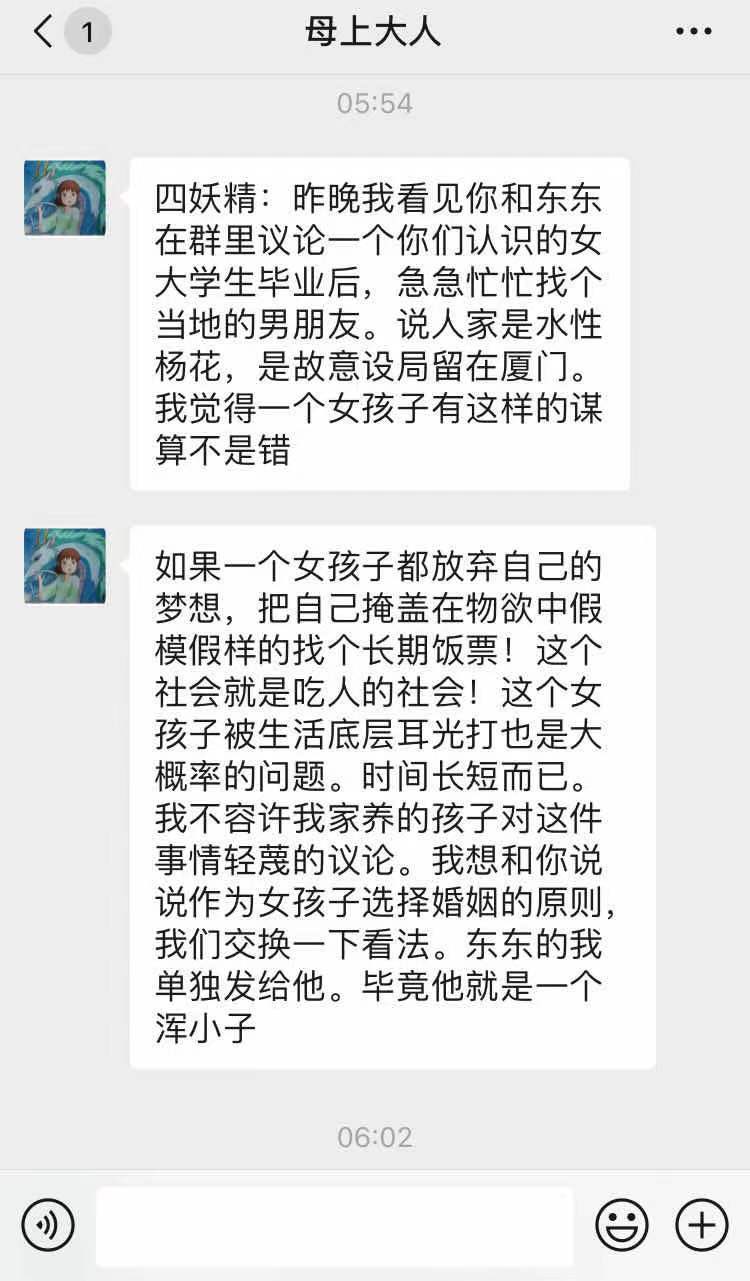 1
母上大人
05:54
四妖精：昨晚我看见你和东东
在群里议论一个你们认识的女
大学生毕业后，急急忙忙找个
当地的男朋友。说人家是水性
杨花，是故意设局留在厦门。
我觉得一个女孩子有这样的谋
算不是错
如果一个女孩子都放弃自己的
梦想，把自己掩盖在物欲中假
模假样的找个长期饭票！这个
社会就是吃人的社会！这个女
孩子被生活底层耳光打也是大
概率的问题。时间长短而已。
我不容许我家养的孩子对这件
事情轻蔑的议论。我想和你说
说作为女孩子选择婚姻的原则，
我们交换一下看法。东东的我
单独发给他。毕竟他就是一个
浑小子
06:02